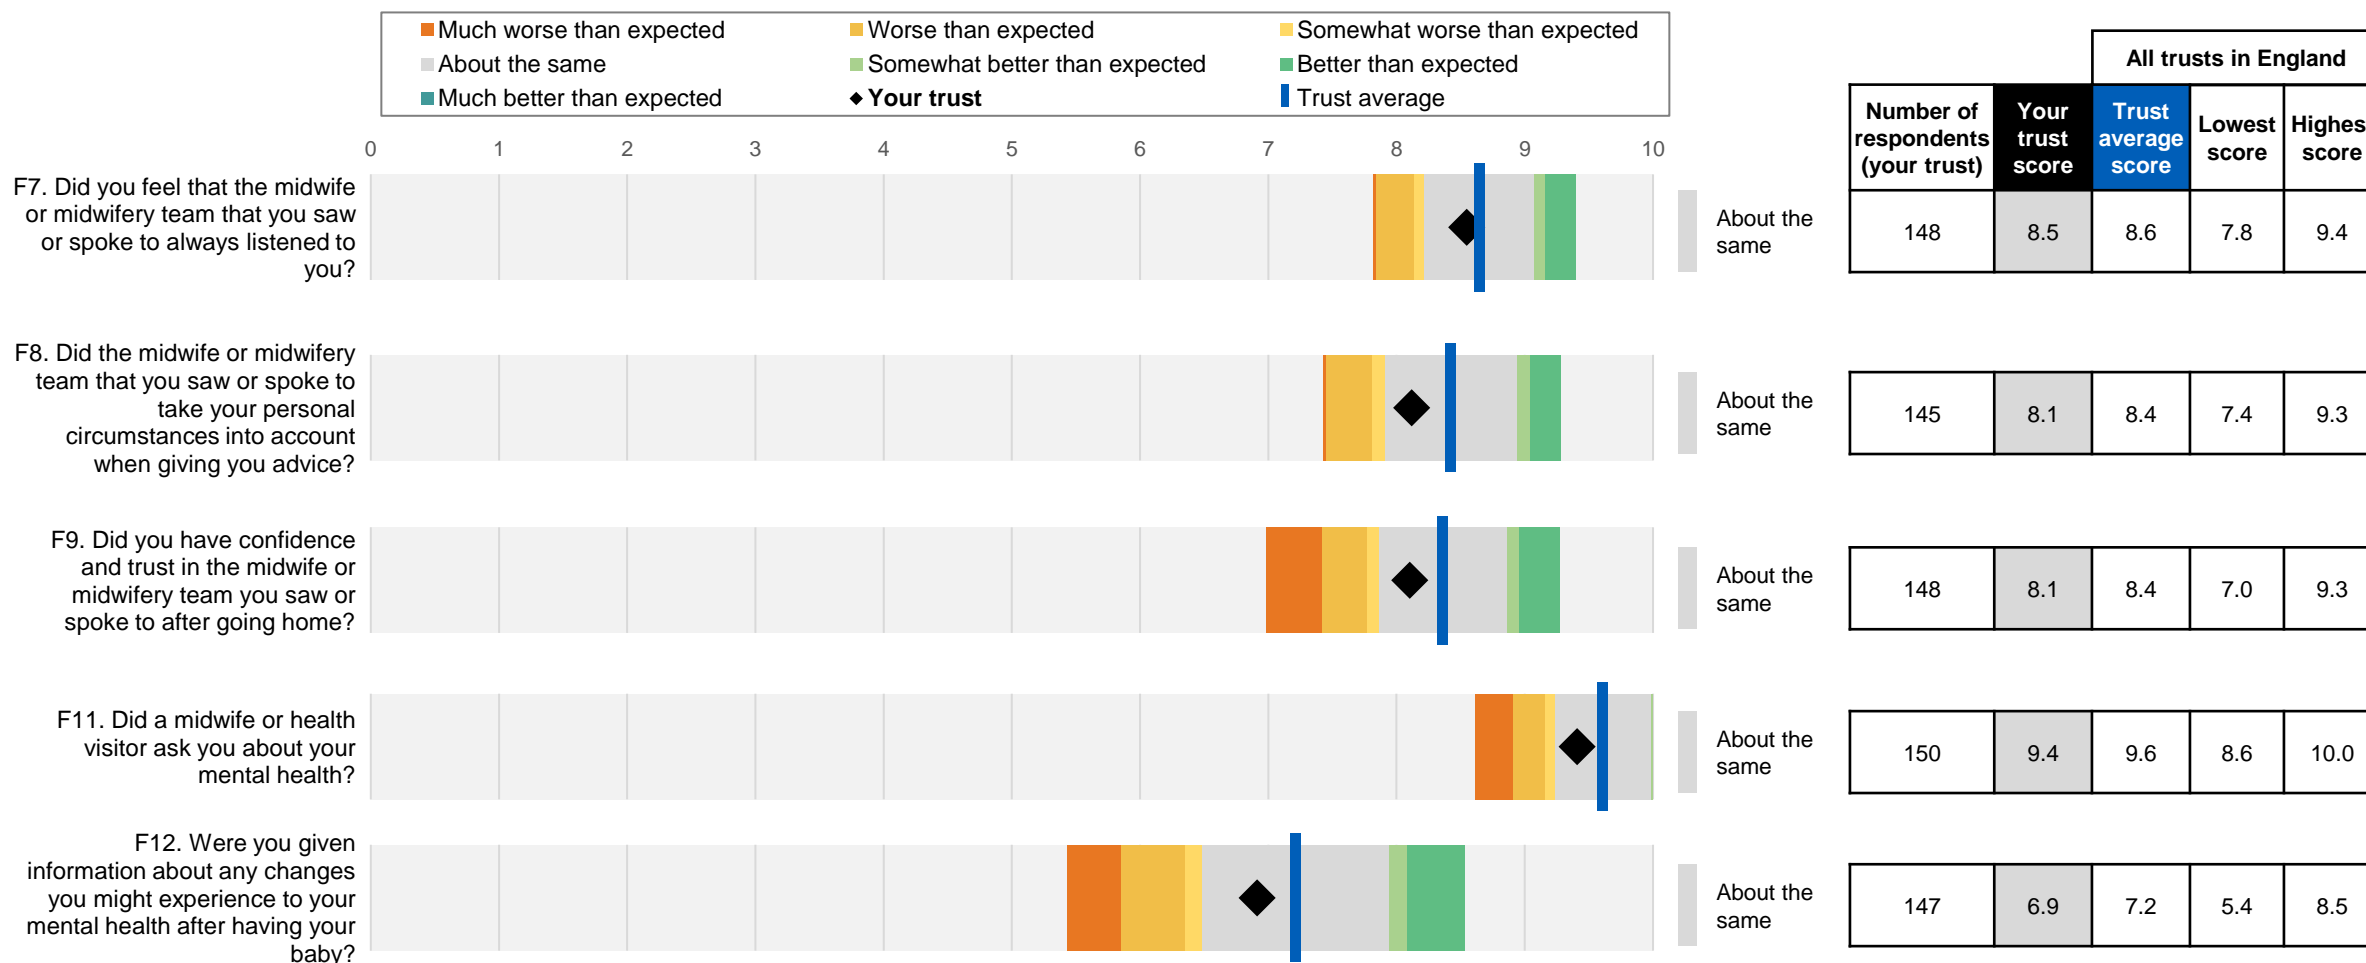 Much worse than expected
Worse than expected
Somewhat worse than expected
About the same
Somewhat better than expected
Better than expected
Much better than expected
Your trust
Trust average
All trusts in England
Number of
respondents
(your trust)
Your
trust
score
Trust
average
score
Lowest
score
Highes
score
0 1 2 3 4 5 6 7 8 9 10
F7. Did you feel that the midwife
or midwifery team that you saw
or spoke to always listened to
you?
About the
same
148 8.5 8.6 7.8 9.4
F8. Did the midwife or midwifery
team that you saw or spoke to
take your personal
circumstances into account
when giving you advice?
About the
same
145 8.1 8.4 7.4 9.3
F9. Did you have confidence
and trust in the midwife or
midwifery team you saw or
spoke to after going home?
About the
same
148 8.1 8.4 7.0 9.3
F11. Did a midwife or health
visitor ask you about your
mental health?
About the
same
150 9.4 9.6 8.6 10.0
F12. Were you given
information about any changes
you might experience to your
mental health after having your
baby?
About the
same
147 6.9 7.2 5.4 8.5